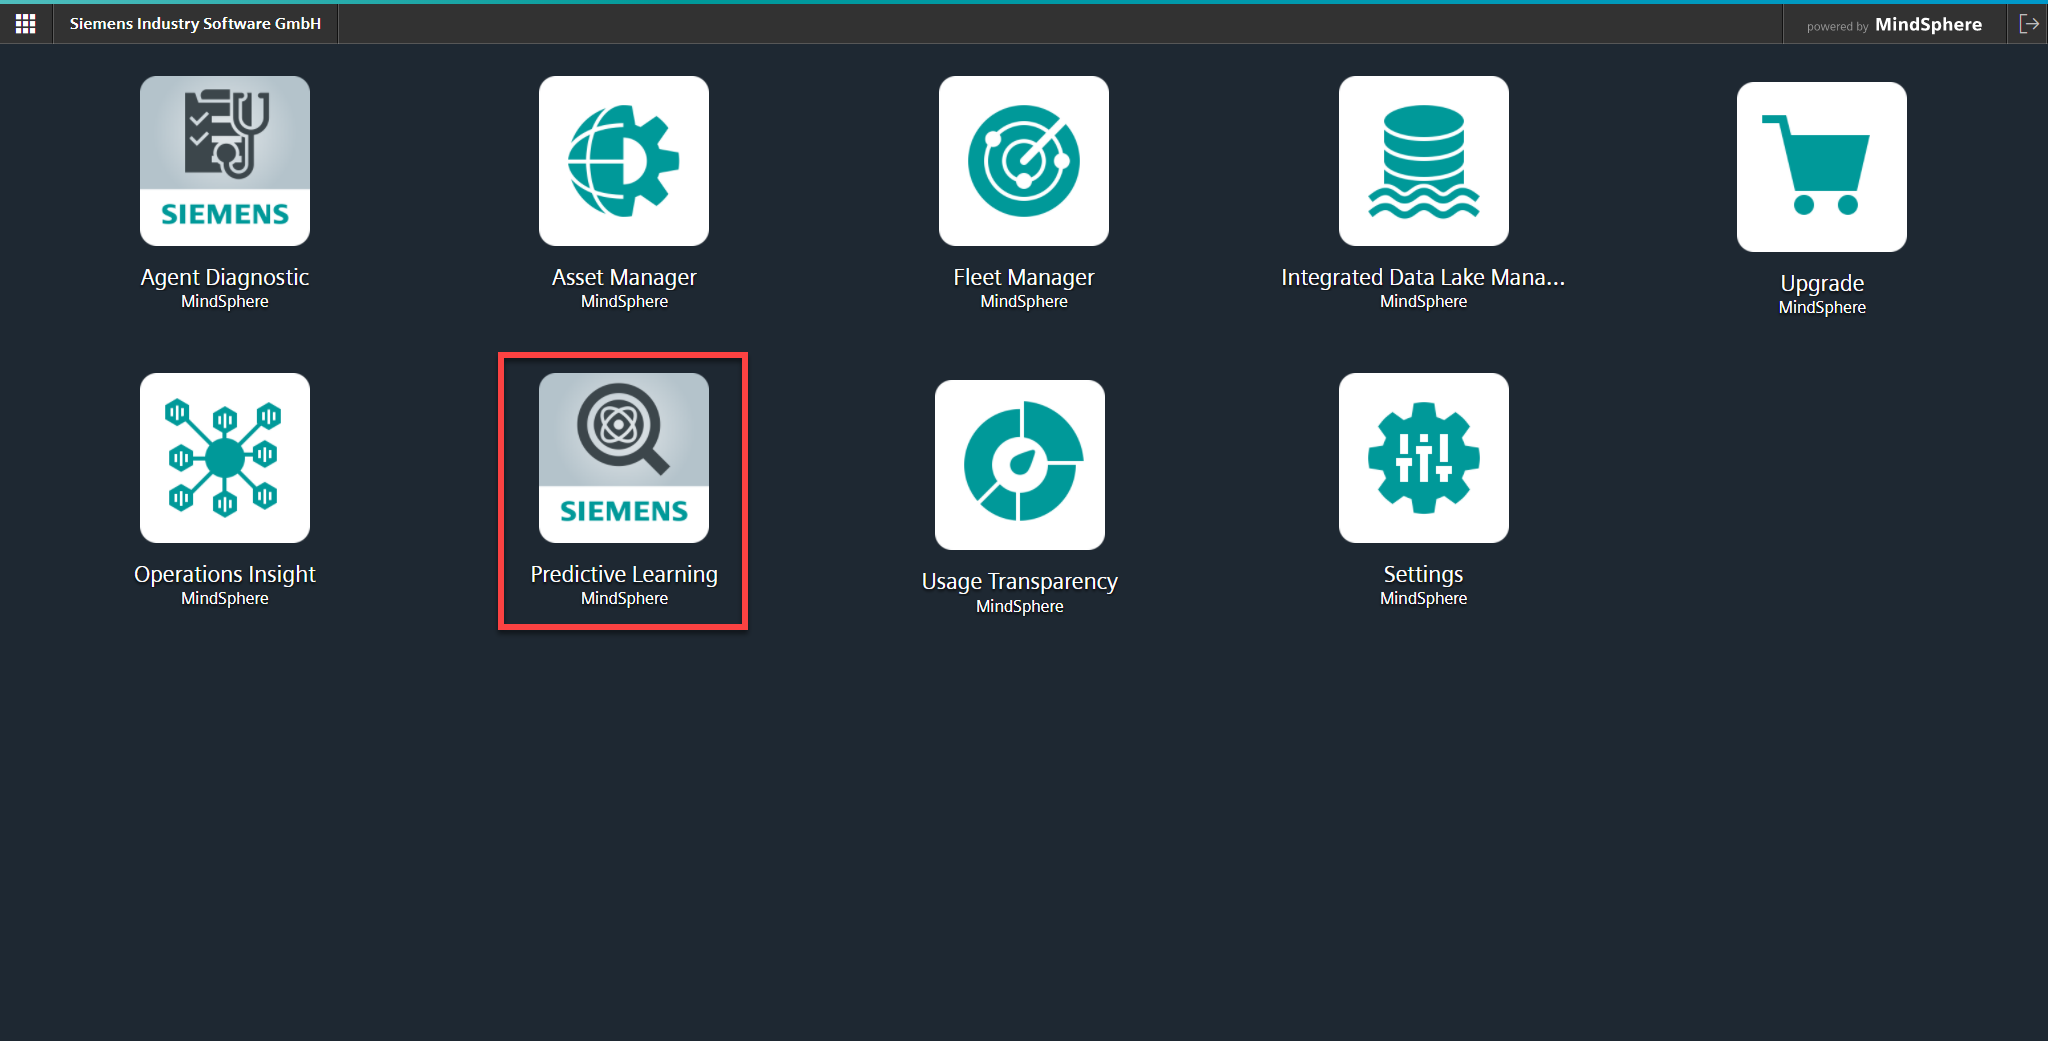 Siemens Industry Software GmbH
powered by MindSphere
SIEMENS
Agent Diagnostic
MindSphere
Asset Manager
MindSphere
Fleet Manager
MindSphere
Integrated Data Lake Mana...
MindSphere
Upgrade
MindSphere
Operations Insight
MindSphere
SIEMENS
Predictive Learning
MindSphere
Usage Transparency
MindSphere
Settings
MindSphere